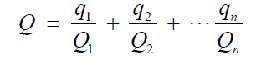 Q = q₁/Q₁ + q₂/Q₂ + ⋯ qₙ/Qₙ